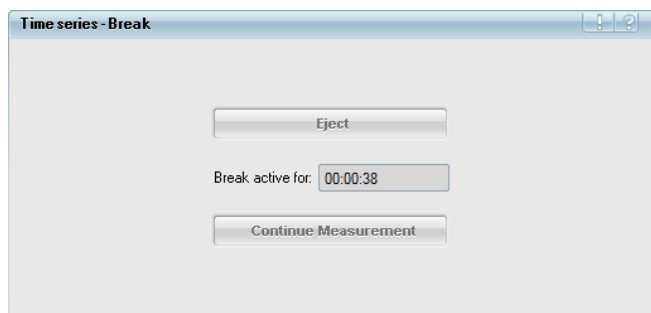 Time series - Break
! ?
Eject
Break active for: 00:00:38
Continue Measurement